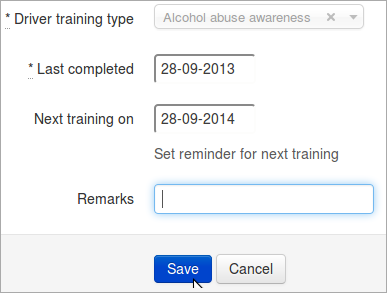 * Driver training type Alcohol abuse awareness
* Last completed 28-09-2013
Next training on 28-09-2014
Set reminder for next training
Remarks
Save Cancel